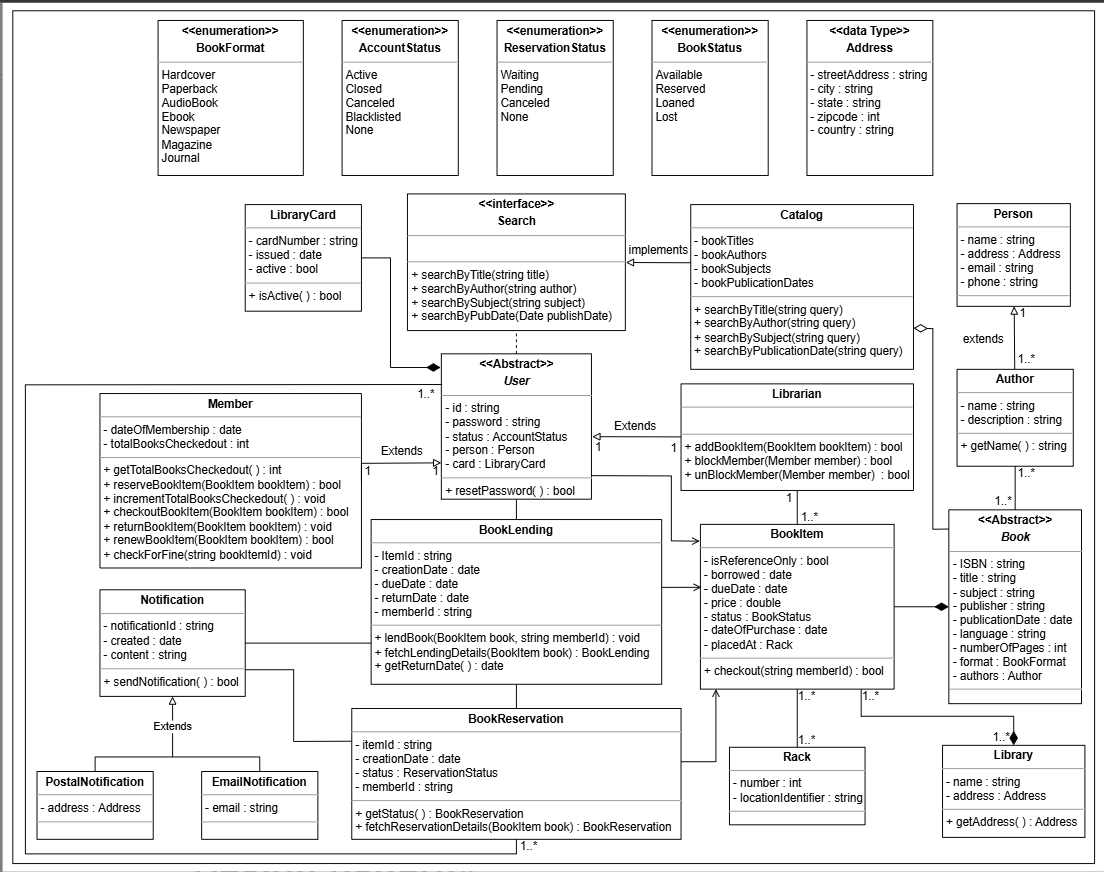 <<enumeration>>
BookFormat
Hardcover
Paperback
AudioBook
Ebook
Newspaper
Magazine
Journal
<<enumeration>>
AccountStatus
Active
Closed
Canceled
Blacklisted
None
<<enumeration>>
ReservationStatus
Waiting
Pending
Canceled
None
<<enumeration>>
BookStatus
Available
Reserved
Loaned
Lost
<<data Type>>
Address
- streetAddress : string
- city : string
- state : string
- zipcode : int
- country : string
LibraryCard
- cardNumber : string
- issued : date
- active : bool
+ isActive( ) : bool
<<interface>>
Search
+ searchByTitle(string title)
+ searchByAuthor(string author)
+ searchBySubject(string subject)
+ searchByPubDate(Date publishDate)
implements
Catalog
- bookTitles
- bookAuthors
- bookSubjects
- bookPublicationDates
+ searchByTitle(string query)
+ searchByAuthor(string query)
+ searchBySubject(string query)
+ searchByPublicationDate(string query)
Person
- name : string
- address : Address
- email : string
- phone : string
1
extends
1..*
Author
- name : string
- description : string
+ getName( ) : string
1..*
1..*
<<Abstract>>
User
- id : string
- password : string
- status : AccountStatus
- person : Person
- card : LibraryCard
+ resetPassword( ) : bool
1..*
Member
- dateOfMembership : date
- totalBooksCheckedout : int
+ getTotalBooksCheckedout( ) : int
+ reserveBookItem(BookItem bookItem) : bool
+ incrementTotalBooksCheckedout( ) : void
+ checkoutBookItem(BookItem bookItem) : bool
+ returnBookItem(BookItem bookItem) : void
+ renewBookItem(BookItem bookItem) : bool
+ checkForFine(string bookItemId) : void
Extends
1
1
Extends
1
1
Librarian
+ addBookItem(BookItem bookItem) : bool
+ blockMember(Member member) : bool
+ unBlockMember(Member member) : bool
1
1..*
BookLending
- ItemId : string
- creationDate : date
- dueDate : date
- returnDate : date
- memberId : string
+ lendBook(BookItem book, string memberId) : void
+ fetchLendingDetails(BookItem book) : BookLending
+ getReturnDate( ) : date
BookItem
- isReferenceOnly : bool
- borrowed : date
- dueDate : date
- price : double
- status : BookStatus
- dateOfPurchase : date
- placedAt : Rack
+ checkout(string memberId) : bool
1..*
1..*
<<Abstract>>
Book
- ISBN : string
- title : string
- subject : string
- publisher : string
- publicationDate : date
- language : string
- numberOfPages : int
- format : BookFormat
- authors : Author
Notification
- notificationId : string
- created : date
- content : string
+ sendNotification( ) : bool
Extends
PostalNotification
- address : Address
EmailNotification
- email : string
BookReservation
- itemId : string
- creationDate : date
- status : ReservationStatus
- memberId : string
+ getStatus( ) : BookReservation
+ fetchReservationDetails(BookItem book) : BookReservation
1..*
1..*
Rack
- number : int
- locationIdentifier : string
1..*
Library
- name : string
- address : Address
+ getAddress( ) : Address